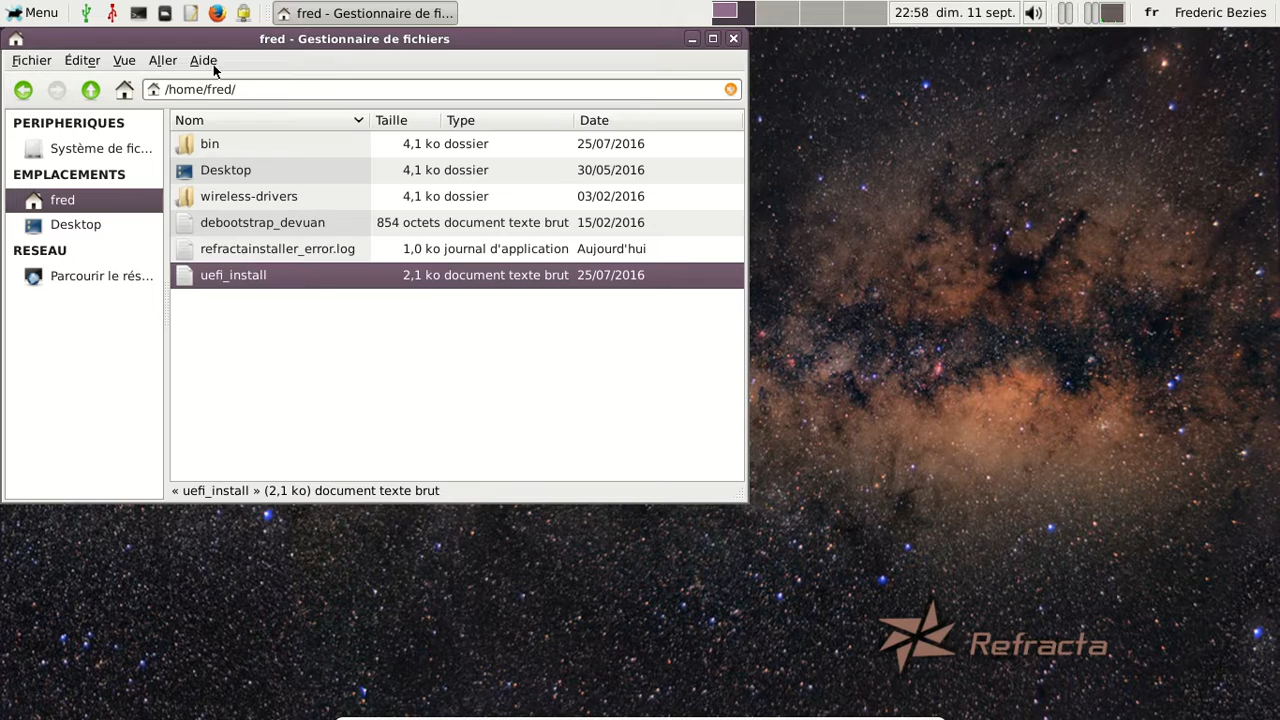 Menu fred - Gestionnaire de fi... 22:58 dim. 11 sept. fr Frederic Bezies
fred - Gestionnaire de fichiers
Fichier Éditer Vue Aller Aide
/home/fred/
PERIPHERIQUES
Système de fic...
EMPLACEMENTS
fred
Desktop
RESEAU
Parcourir le rés...
Nom Taille Type Date
bin 4,1 ko dossier 25/07/2016
Desktop 4,1 ko dossier 30/05/2016
wireless-drivers 4,1 ko dossier 03/02/2016
debootstrap_devuan 854 octets document texte brut 15/02/2016
refractainstaller_error.log 1,0 ko journal d'application Aujourd'hui
uefi_install 2,1 ko document texte brut 25/07/2016
« uefi_install » (2,1 ko) document texte brut
Refracta